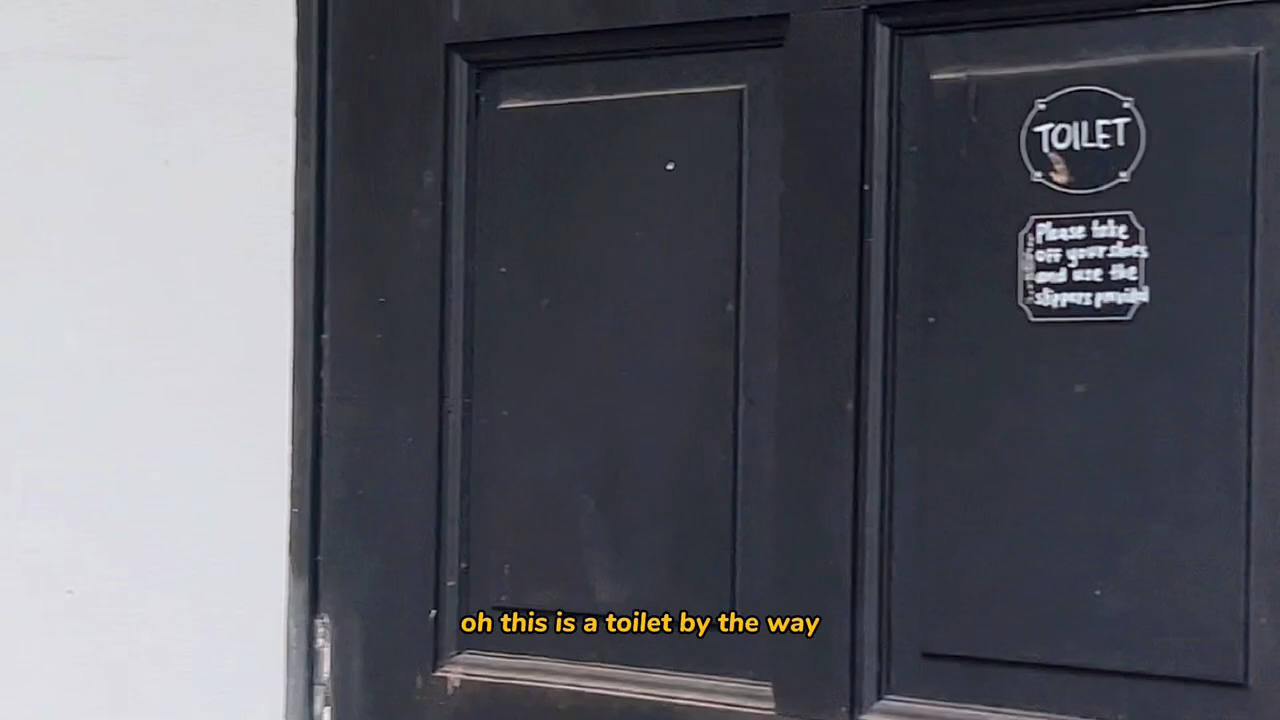 TOILET
Please take
off your shoes
and use the
slippers provided
oh this is a toilet by the way